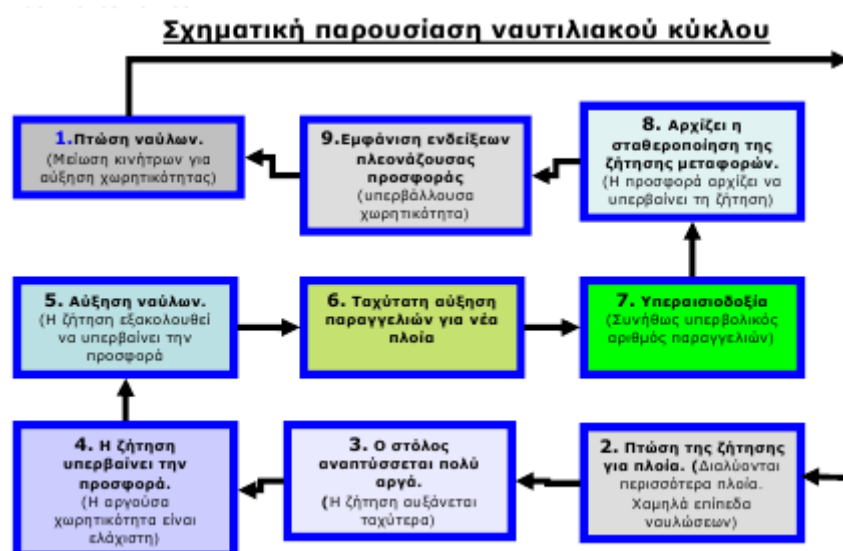 Σχηματική παρουσίαση ναυτιλιακού κύκλου
1.Πτώση ναύλων.
(Μείωση κινήτρων για
αύξηση χωρητικότητας)
9.Εμφάνιση ενδείξεων
πλεονάζουσας
προσφοράς
(υπερβάλλουσα
χωρητικότητα)
8. Αρχίζει η
σταθεροποίηση της
ζήτησης μεταφορών.
(Η προσφορά αρχίζει να
υπερβαίνει τη ζήτηση)
5. Αύξηση ναύλων.
(Η ζήτηση εξακολουθεί
να υπερβαίνει την
προσφορά
6. Ταχύτατη αύξηση
παραγγελιών για νέα
πλοία
7. Υπεραισιοδοξία
(Συνήθως υπερβολικός
αριθμός παραγγελιών)
4. Η ζήτηση
υπερβαίνει την
προσφορά.
(Η αργούσα
χωρητικότητα είναι
ελάχιστη)
3. Ο στόλος
αναπτύσσεται πολύ
αργά.
(Η ζήτηση αυξάνεται
ταχύτερα)
2. Πτώση της ζήτησης
για πλοία. (Διαλύονται
περισσότερα πλοία.
Χαμηλά επίπεδα
ναυλώσεων)